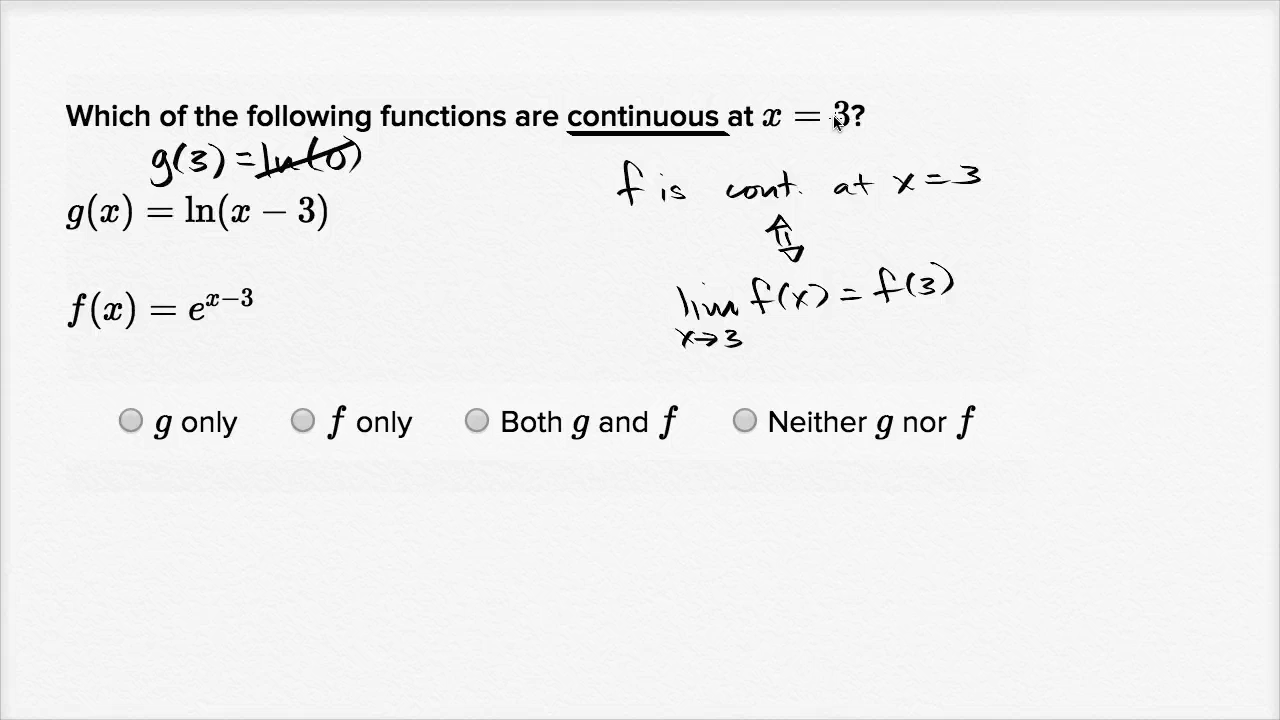 Which of the following functions are continuous at x = 3?
g(3) = ln(0)
g(x) = ln(x − 3)
f(x) = e^{x−3}
f is cont. at x = 3
⇕
lim f(x) = f(3)
x→3
g only f only Both g and f Neither g nor f